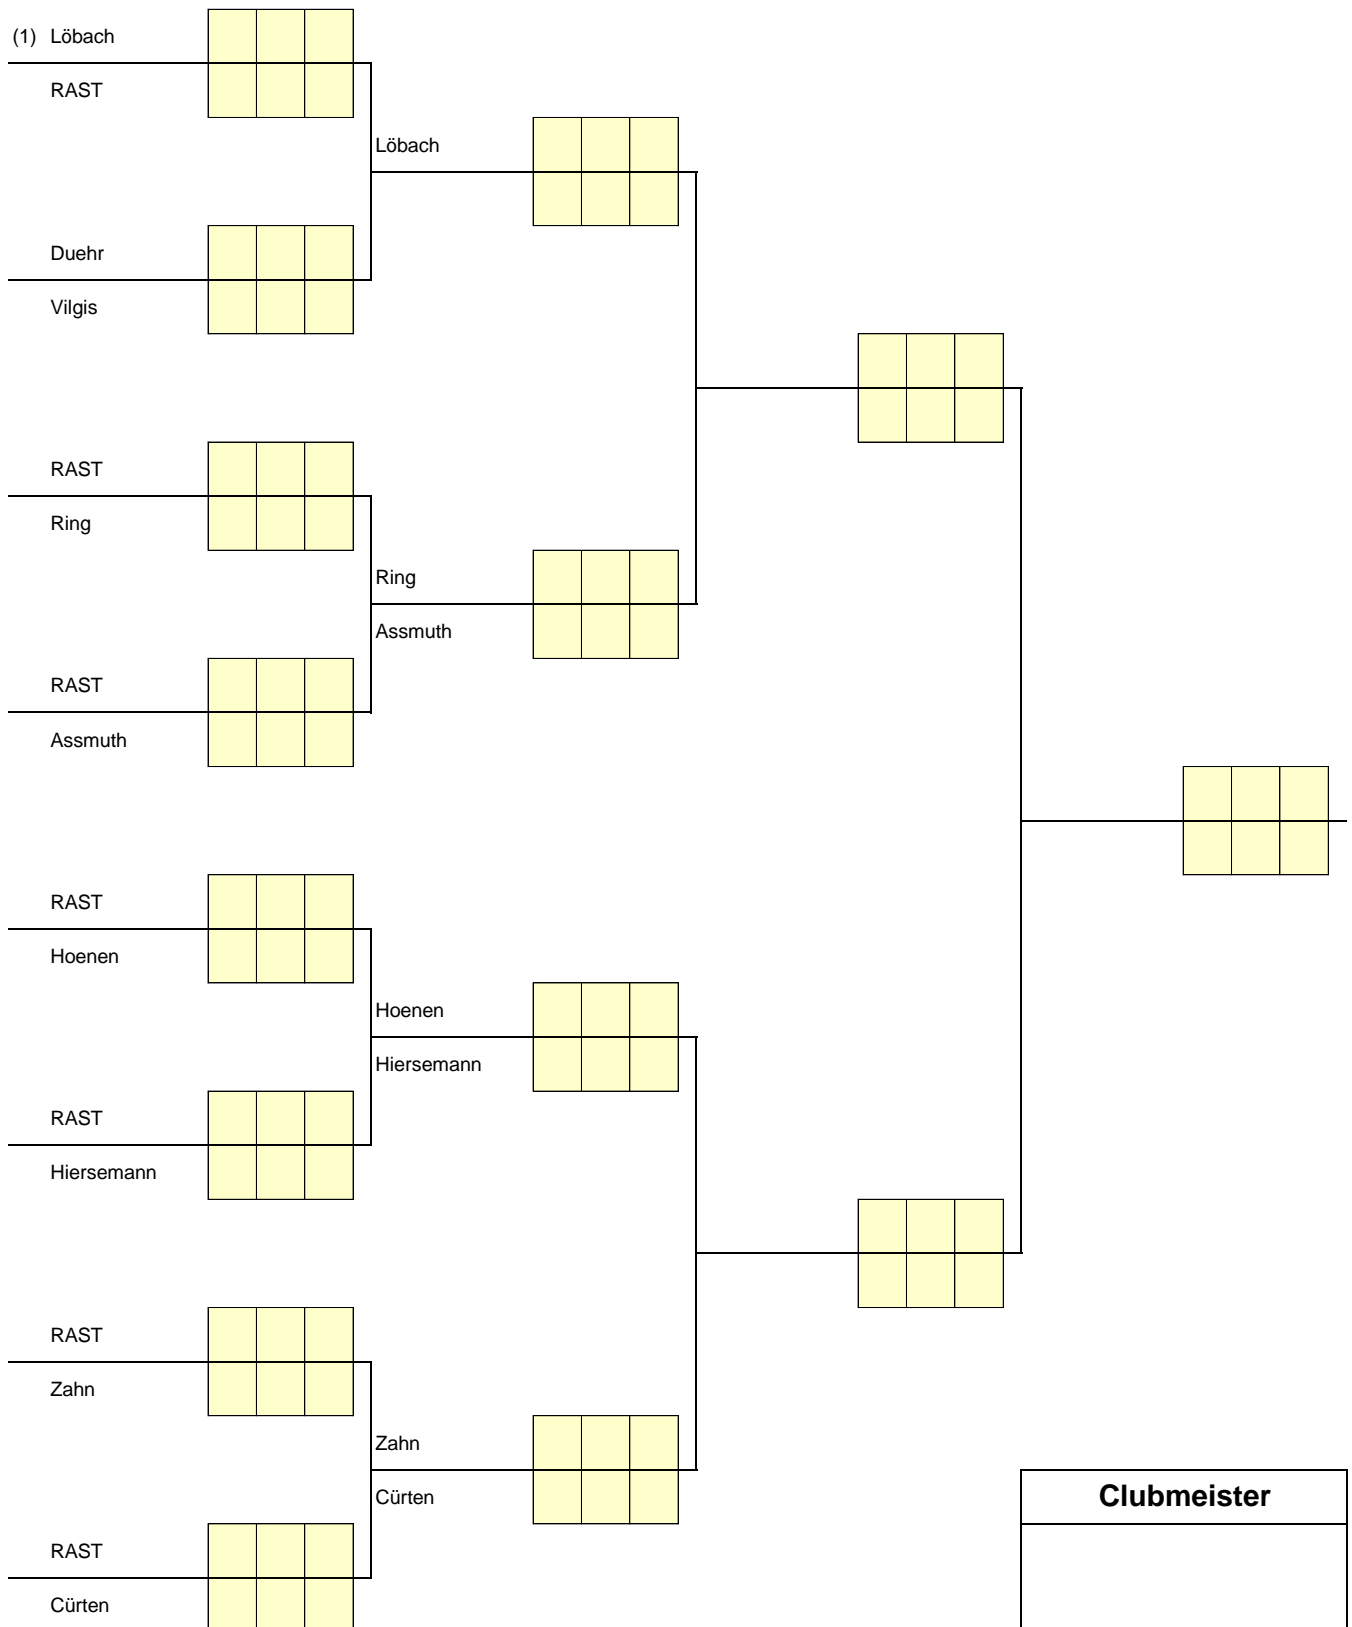 (1) Löbach
RAST
Löbach
Duehr
Vilgis
RAST
Ring
Ring
Assmuth
RAST
Assmuth
RAST
Hoenen
Hoenen
Hiersemann
RAST
Hiersemann
RAST
Zahn
Zahn
Cürten
Clubmeister
RAST
Cürten